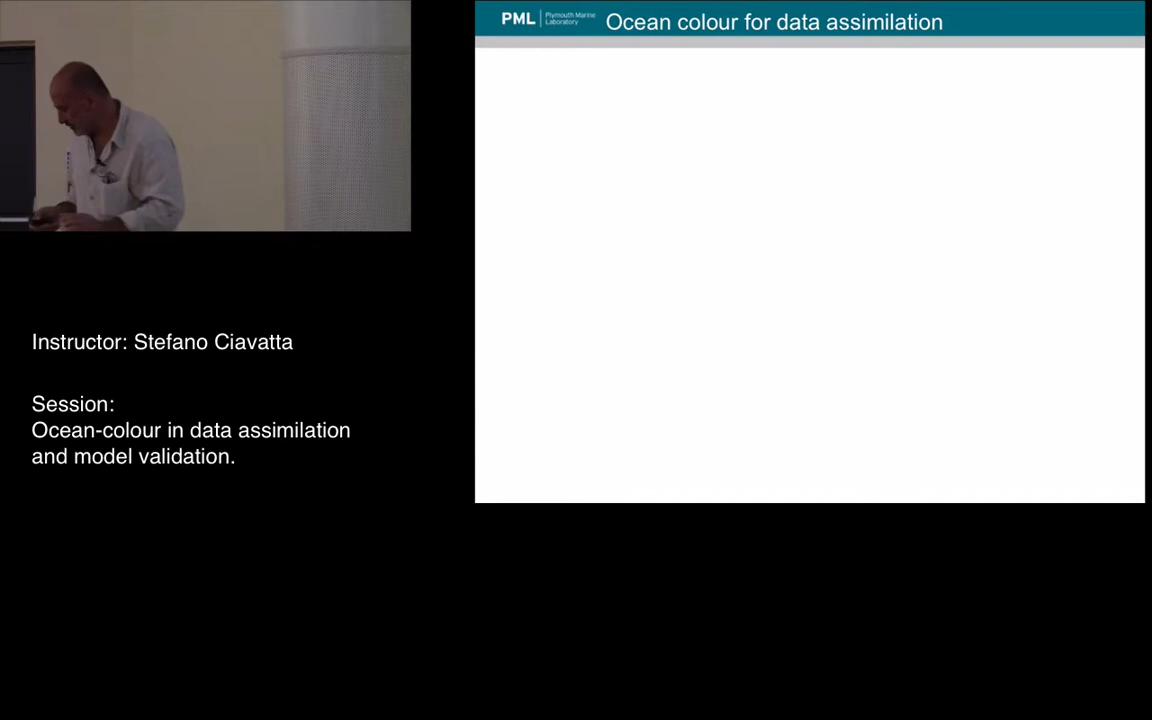 PML
Plymouth Marine
Laboratory
Ocean colour for data assimilation
Instructor: Stefano Ciavatta
Session:
Ocean-colour in data assimilation
and model validation.